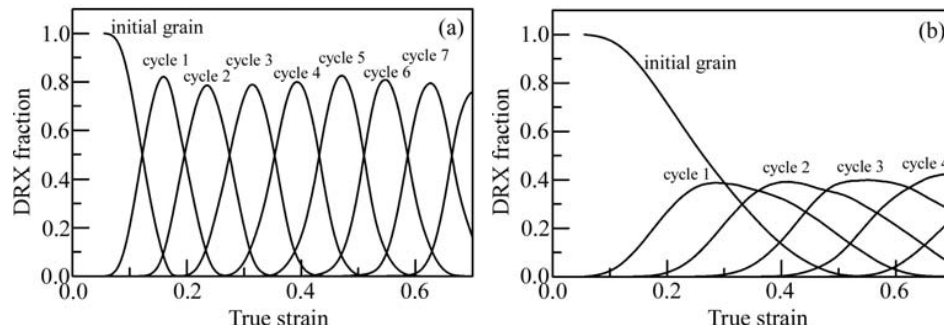 (a)
DRX fraction
1.0
0.8
0.6
0.4
0.2
0.0
initial grain
cycle 1
cycle 2
cycle 3
cycle 4
cycle 5
cycle 6
cycle 7
0.0 0.2 0.4 0.6
True strain
(b)
DRX fraction
1.0
0.8
0.6
0.4
0.2
0.0
initial grain
cycle 1
cycle 2
cycle 3
cycle 4
0.0 0.2 0.4 0.6
True strain